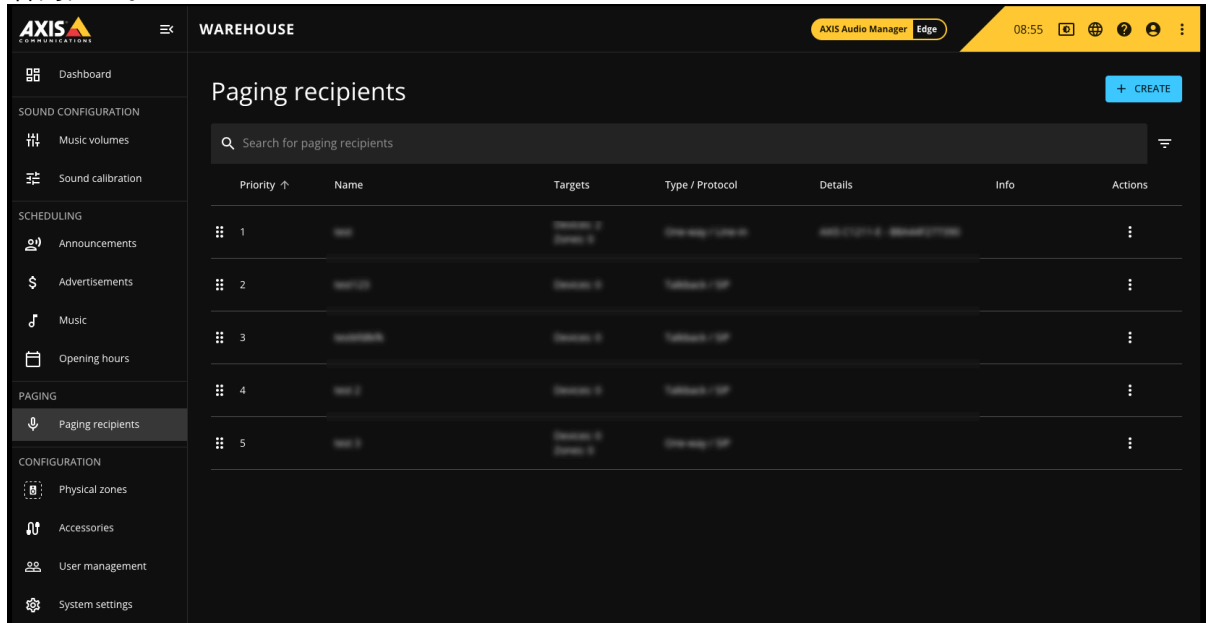 AXIS
COMMUNICATIONS
WAREHOUSE
AXIS Audio Manager Edge
08:55
Dashboard
SOUND CONFIGURATION
Music volumes
Sound calibration
SCHEDULING
Announcements
Advertisements
Music
Opening hours
PAGING
Paging recipients
CONFIGURATION
Physical zones
Accessories
User management
System settings
Paging recipients
+ CREATE
Search for paging recipients
Priority ↑ Name Targets Type / Protocol Details Info Actions
1
2
3
4
5